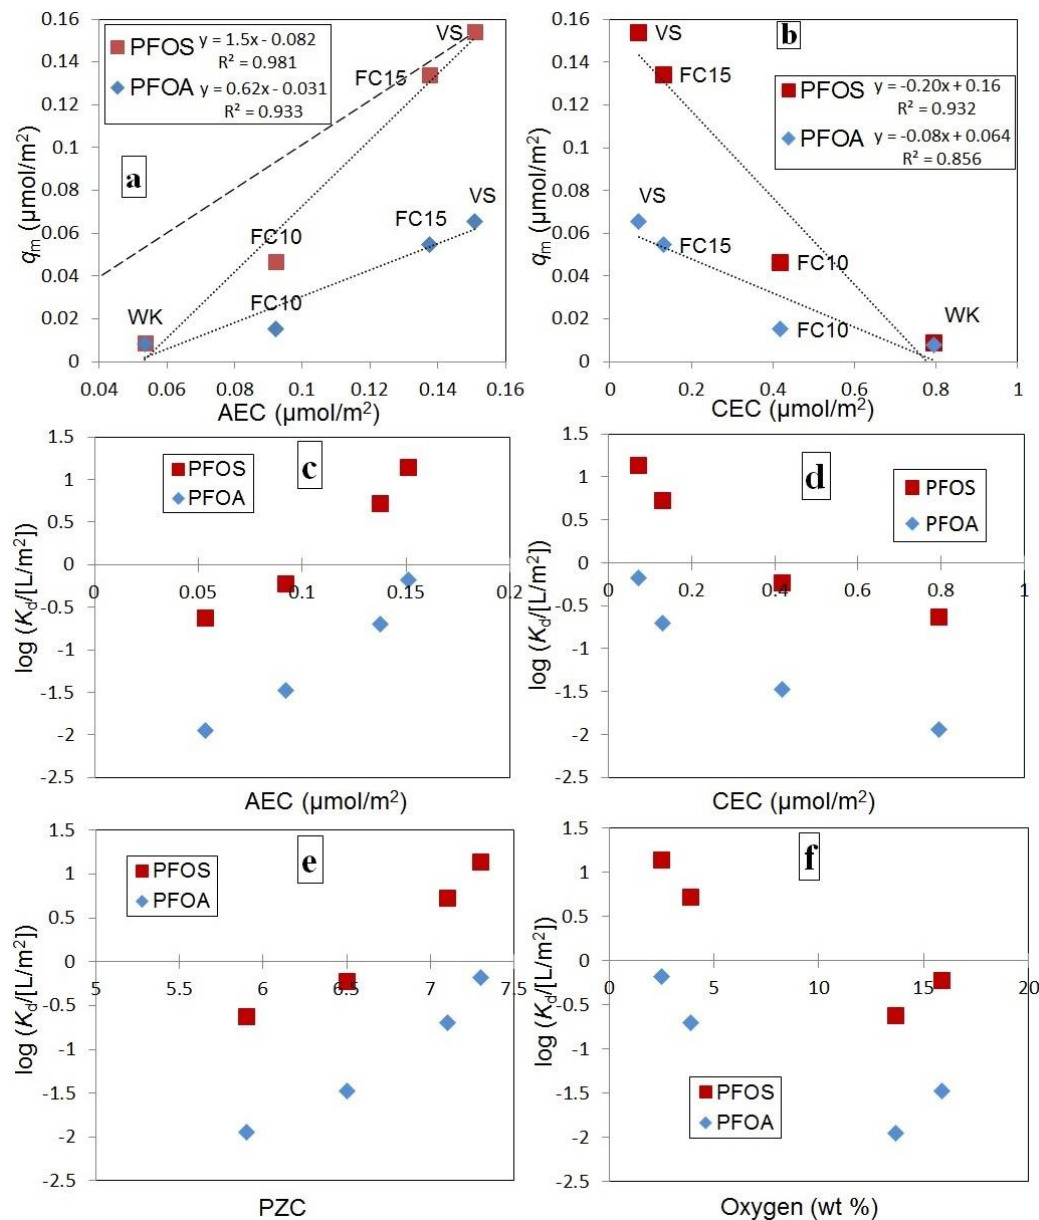 0.16
0.14
0.12
0.1
0.08
0.06
0.04
0.02
0
qm (µmol/m²)
PFOS y = 1.5x - 0.082
R² = 0.981
PFOA y = 0.62x - 0.031
R² = 0.933
a
VS
FC15
FC10
WK
VS
FC15
FC10
0.04 0.06 0.08 0.1 0.12 0.14 0.16
AEC (µmol/m²)
0.16
0.14
0.12
0.1
0.08
0.06
0.04
0.02
0
qm (µmol/m²)
b
VS
FC15
PFOS y = -0.20x + 0.16
R² = 0.932
PFOA y = -0.08x + 0.064
R² = 0.856
VS
FC15
FC10
FC10
WK
0 0.2 0.4 0.6 0.8 1
CEC (µmol/m²)
1.5
1
0.5
0
-0.5
-1
-1.5
-2
-2.5
log (Kd/[L/m²])
PFOS
PFOA
c
0 0.05 0.1 0.15 0.2
AEC (µmol/m²)
1.5
1
0.5
0
-0.5
-1
-1.5
-2
-2.5
log (Kd/[L/m²])
d
PFOS
PFOA
0 0.2 0.4 0.6 0.8 1
CEC (µmol/m²)
1.5
1
0.5
0
-0.5
-1
-1.5
-2
-2.5
log (Kd/[L/m²])
PFOS
PFOA
e
5 5.5 6 6.5 7 7.5
PZC
1.5
1
0.5
0
-0.5
-1
-1.5
-2
-2.5
log (Kd/[L/m²])
f
0 5 10 15 20
PFOS
PFOA
Oxygen (wt %)